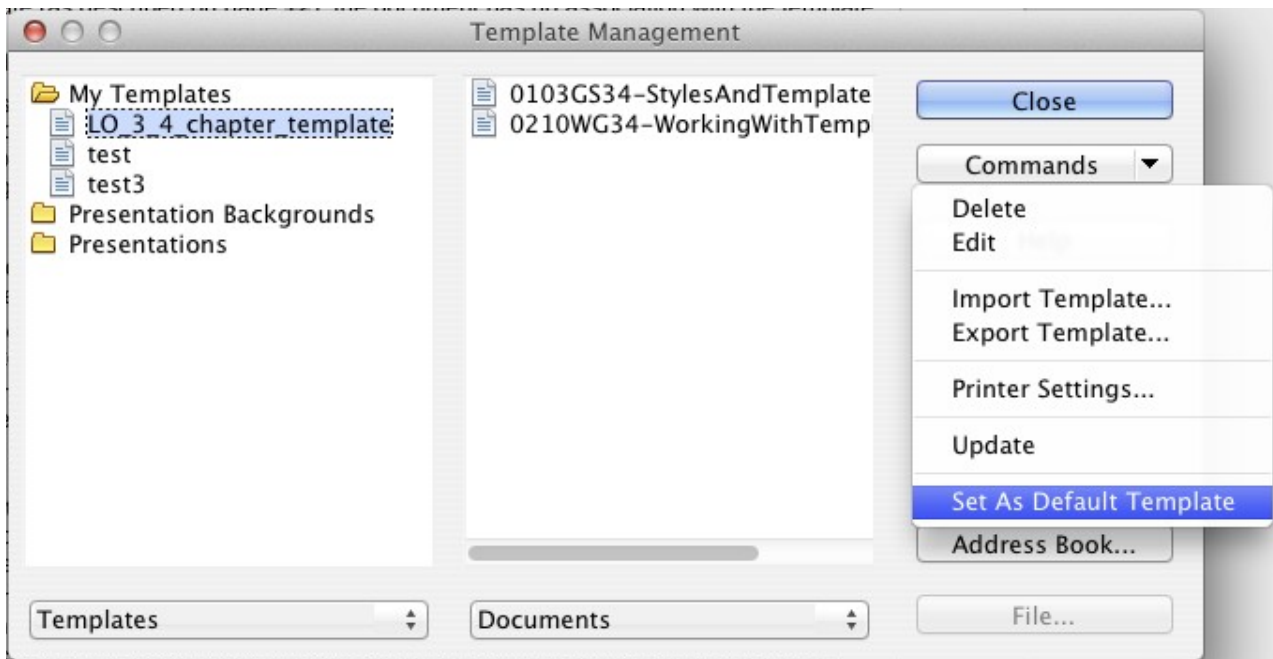 Template Management
My Templates
LO_3_4_chapter_template
test
test3
Presentation Backgrounds
Presentations
Templates
0103GS34-StylesAndTemplate
0210WG34-WorkingWithTemp
Documents
Close
Commands
Delete
Edit
Import Template...
Export Template...
Printer Settings...
Update
Set As Default Template
Address Book...
File...